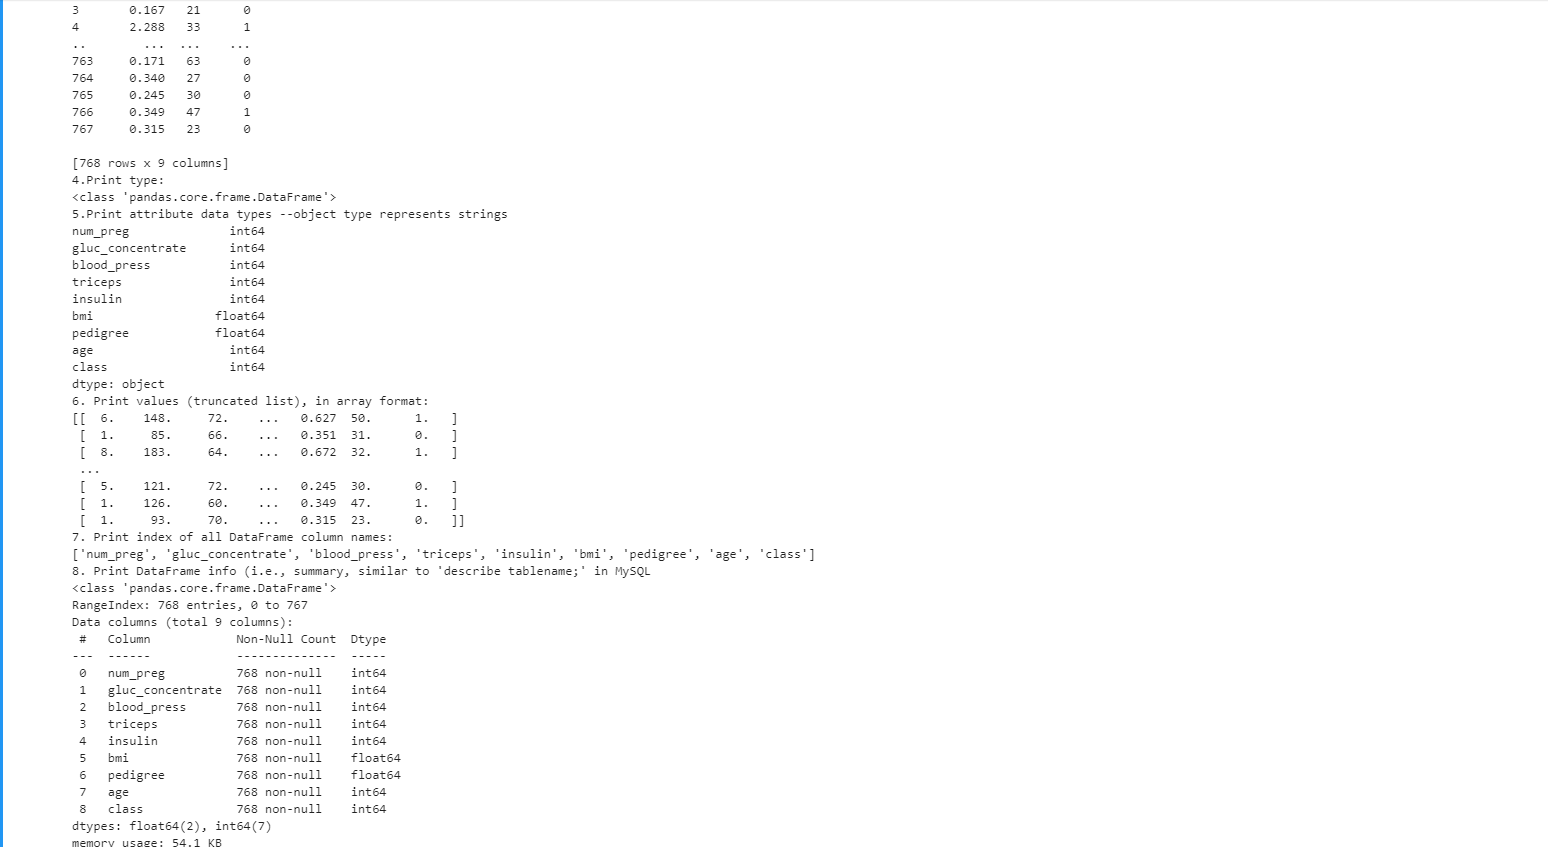 3       0.167   21      0
4       2.288   33      1
..         ...  ...    ...
763     0.171   63      0
764     0.340   27      0
765     0.245   30      0
766     0.349   47      1
767     0.315   23      0
[768 rows x 9 columns]
4.Print type:
<class 'pandas.core.frame.DataFrame'>
5.Print attribute data types --object type represents strings
num_preg              int64
gluc_concentrate      int64
blood_press           int64
triceps               int64
insulin               int64
bmi                 float64
pedigree            float64
age                   int64
class                 int64
dtype: object
6. Print values (truncated list), in array format:
[[  6.    148.     72.    ...   0.627  50.      1.   ]
 [  1.     85.     66.    ...   0.351  31.      0.   ]
 [  8.    183.     64.    ...   0.672  32.      1.   ]
 ...
 [  5.    121.     72.    ...   0.245  30.      0.   ]
 [  1.    126.     60.    ...   0.349  47.      1.   ]
 [  1.     93.     70.    ...   0.315  23.      0.   ]]
7. Print index of all DataFrame column names:
['num_preg', 'gluc_concentrate', 'blood_press', 'triceps', 'insulin', 'bmi', 'pedigree', 'age', 'class']
8. Print DataFrame info (i.e., summary, similar to 'describe tablename;' in MySQL
<class 'pandas.core.frame.DataFrame'>
RangeIndex: 768 entries, 0 to 767
Data columns (total 9 columns):
 #   Column            Non-Null Count  Dtype
---  ------            --------------  -----
 0   num_preg          768 non-null    int64
 1   gluc_concentrate  768 non-null    int64
 2   blood_press       768 non-null    int64
 3   triceps           768 non-null    int64
 4   insulin           768 non-null    int64
 5   bmi               768 non-null    float64
 6   pedigree          768 non-null    float64
 7   age               768 non-null    int64
 8   class             768 non-null    int64
dtypes: float64(2), int64(7)
memory usage: 54.1 KB